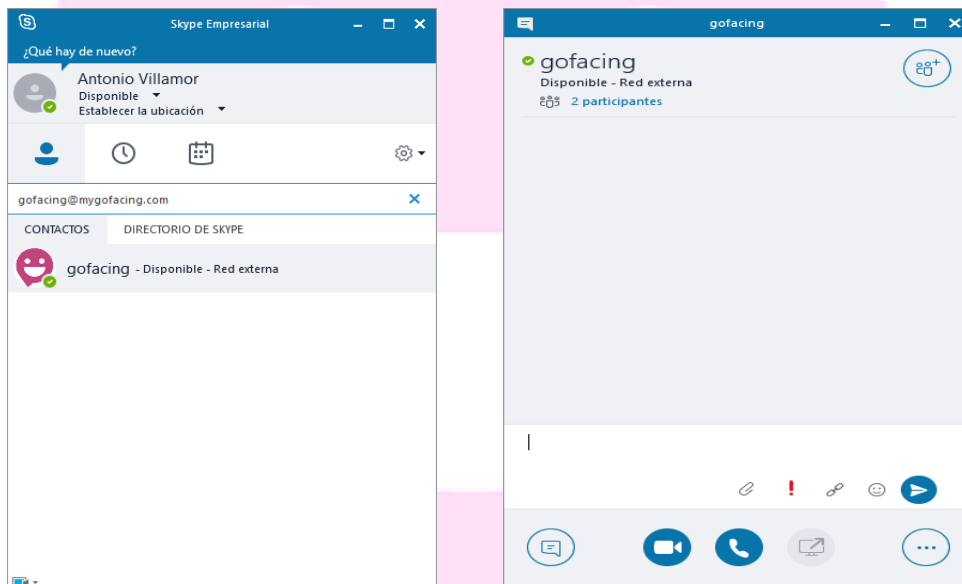 Skype Empresarial
¿Qué hay de nuevo?
Antonio Villamor
Disponible
Establecer la ubicación
gofacing@mygofacing.com
CONTACTOS DIRECTORIO DE SKYPE
gofacing - Disponible - Red externa
gofacing
gofacing
Disponible - Red externa
2 participantes